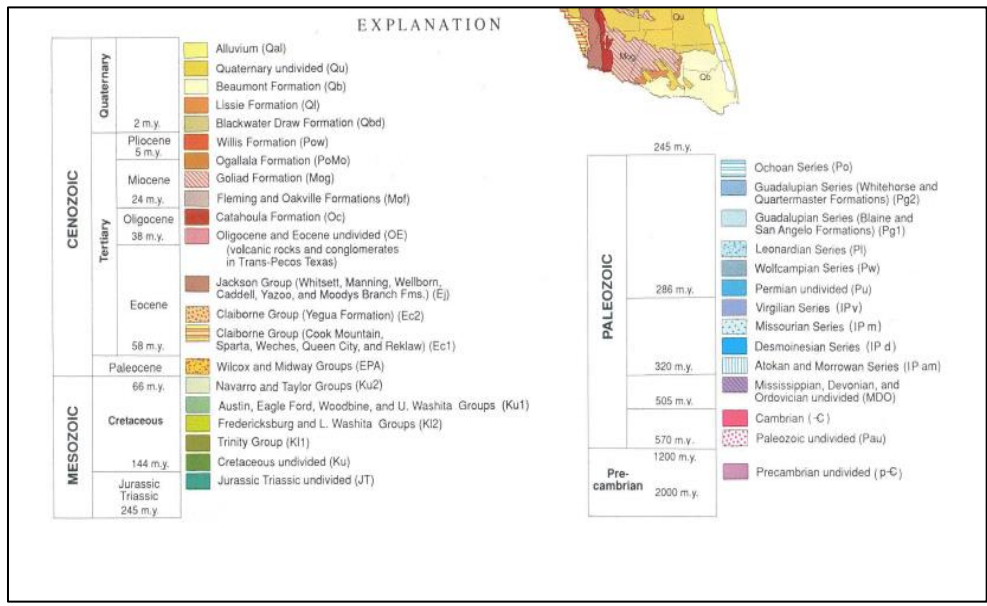 EXPLANATION
Qu
Mog
Qb
CENOZOIC
Quaternary
2 m.y.
Tertiary
Pliocene
5 m.y.
Miocene
24 m.y.
Oligocene
38 m.y.
Eocene
58 m.y.
Paleocene
MESOZOIC
66 m.y.
Cretaceous
144 m.y.
Jurassic
Triassic
245 m.y.
Alluvium (Qal)
Quaternary undivided (Qu)
Beaumont Formation (Qb)
Lissie Formation (Ql)
Blackwater Draw Formation (Qbd)
Willis Formation (Pow)
Ogallala Formation (PoMo)
Goliad Formation (Mog)
Fleming and Oakville Formations (Mof)
Catahoula Formation (Oc)
Oligocene and Eocene undivided (OE)
(volcanic rocks and conglomerates
in Trans-Pecos Texas)
Jackson Group (Whitsett, Manning, Wellborn,
Caddell, Yazoo, and Moodys Branch Fms.) (Ej)
Claiborne Group (Yegua Formation) (Ec2)
Claiborne Group (Cook Mountain,
Sparta, Weches, Queen City, and Reklaw) (Ec1)
Wilcox and Midway Groups (EPA)
Navarro and Taylor Groups (Ku2)
Austin, Eagle Ford, Woodbine, and U. Washita Groups (Ku1)
Fredericksburg and L. Washita Groups (Kl2)
Trinity Group (Kl1)
Cretaceous undivided (Ku)
Jurassic Triassic undivided (JT)
PALEOZOIC
245 m.y.
286 m.y.
320 m.y.
505 m.y.
570 m.y.
Pre-
cambrian
1200 m.y.
2000 m.y.
Ochoan Series (Po)
Guadalupian Series (Whitehorse and
Quartermaster Formations) (Pg2)
Guadalupian Series (Blaine and
San Angelo Formations) (Pg1)
Leonardian Series (Pl)
Wolfcampian Series (Pw)
Permian undivided (Pu)
Virgilian Series (IPv)
Missourian Series (IP m)
Desmoinesian Series (IP d)
Atokan and Morrowan Series (IP am)
Mississippian, Devonian, and
Ordovician undivided (MDO)
Cambrian (-C)
Paleozoic undivided (Pau)
Precambrian undivided (p-C)